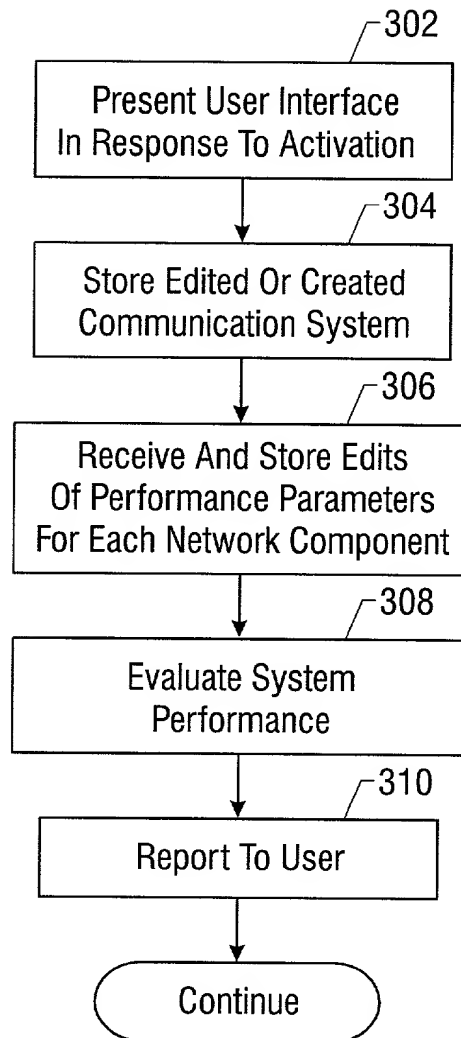 302
Present User Interface
In Response To Activation
304
Store Edited Or Created
Communication System
306
Receive And Store Edits
Of Performance Parameters
For Each Network Component
308
Evaluate System
Performance
310
Report To User
Continue